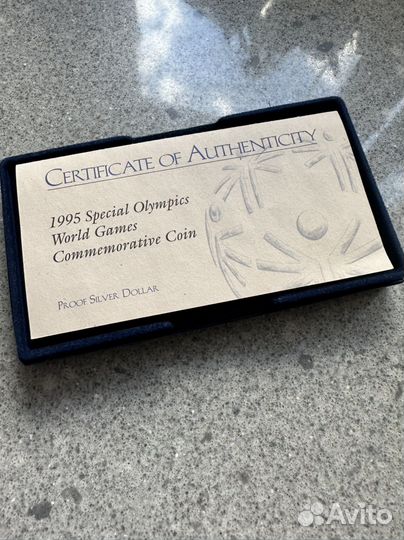 CERTIFICATE OF AUTHENTICITY
1995 Special Olympics
World Games
Commemorative Coin
PROOF SILVER DOLLAR
Avito